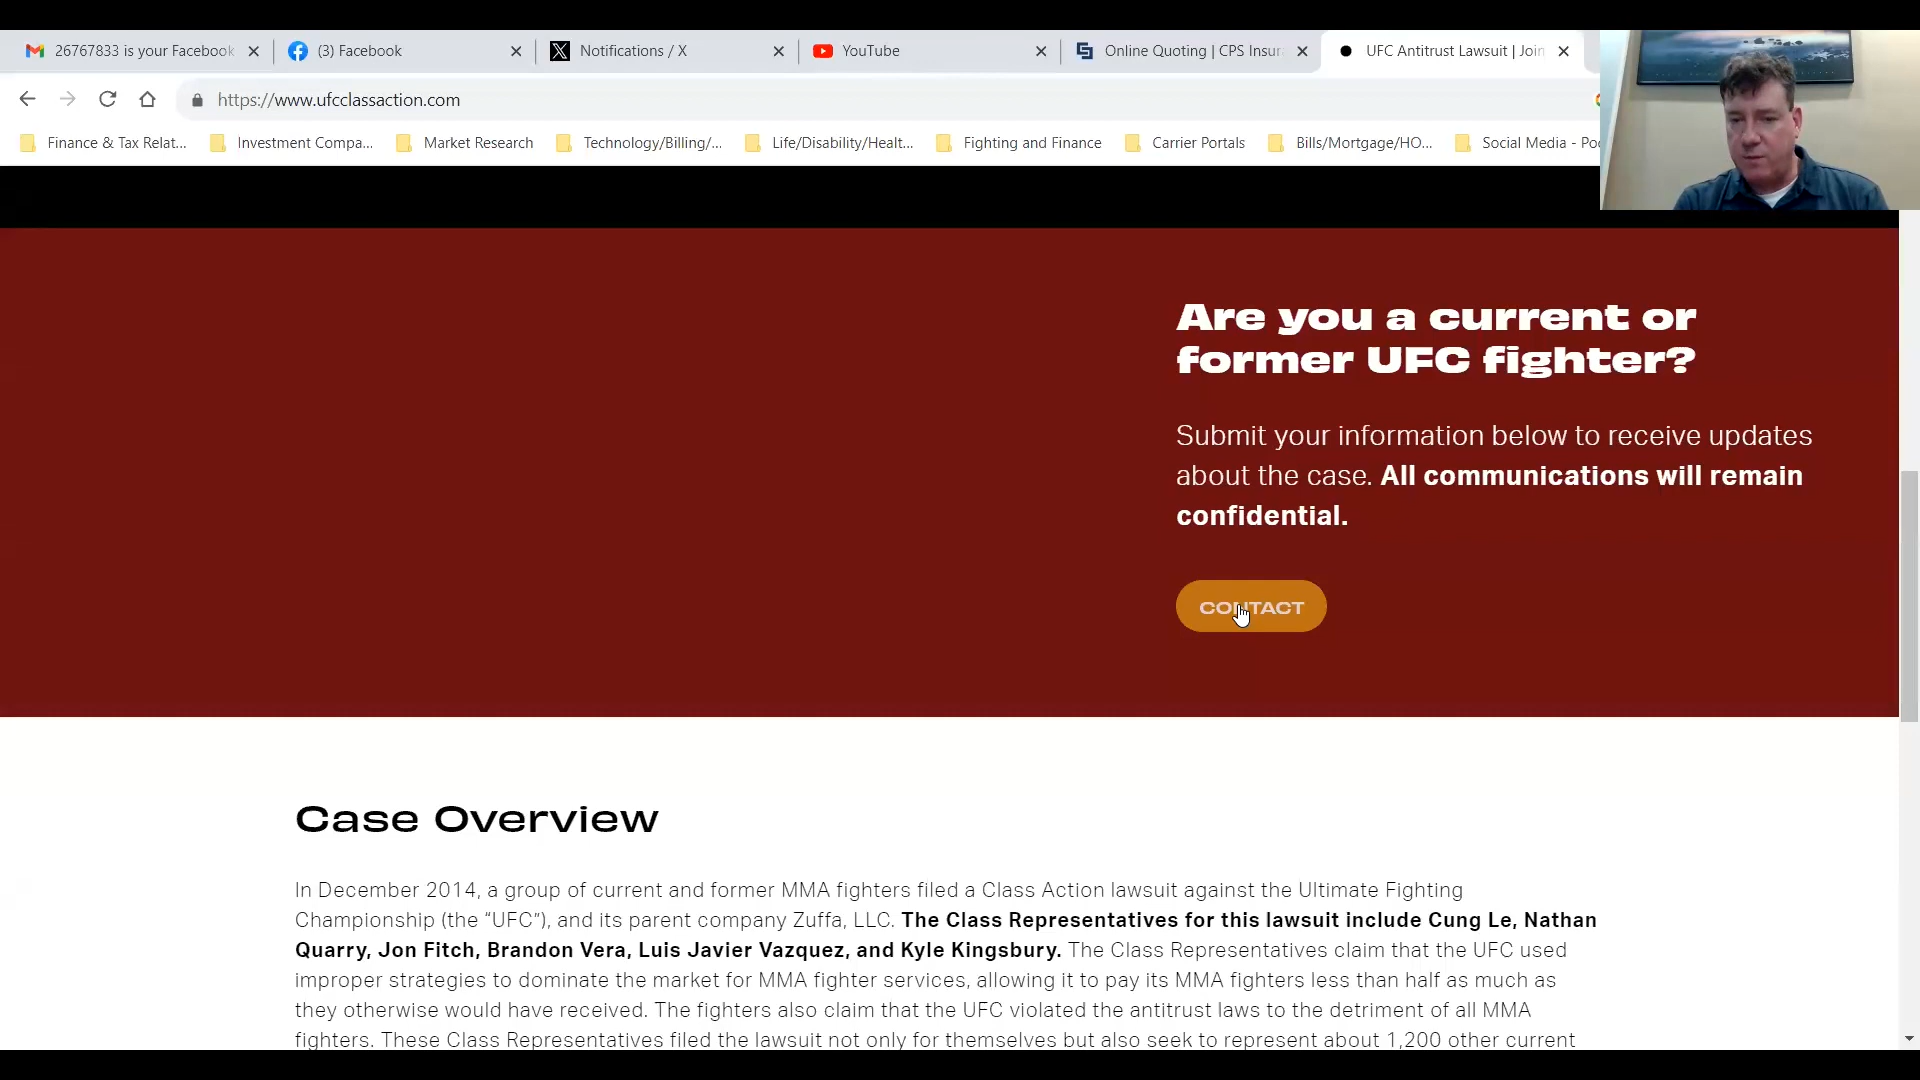 26767833 is your Facebook
(3) Facebook
Notifications / X
YouTube
Online Quoting | CPS Insur
UFC Antitrust Lawsuit | Join
https://www.ufcclassaction.com
Finance & Tax Relat...
Investment Compa...
Market Research
Technology/Billing/...
Life/Disability/Healt...
Fighting and Finance
Carrier Portals
Bills/Mortgage/HO...
Social Media - Poc
Are you a current or
former UFC fighter?
Submit your information below to receive updates
about the case. All communications will remain
confidential.
CONTACT
Case Overview
In December 2014, a group of current and former MMA fighters filed a Class Action lawsuit against the Ultimate Fighting
Championship (the “UFC”), and its parent company Zuffa, LLC. The Class Representatives for this lawsuit include Cung Le, Nathan
Quarry, Jon Fitch, Brandon Vera, Luis Javier Vazquez, and Kyle Kingsbury. The Class Representatives claim that the UFC used
improper strategies to dominate the market for MMA fighter services, allowing it to pay its MMA fighters less than half as much as
they otherwise would have received. The fighters also claim that the UFC violated the antitrust laws to the detriment of all MMA
fighters. These Class Representatives filed the lawsuit not only for themselves but also seek to represent about 1,200 other current